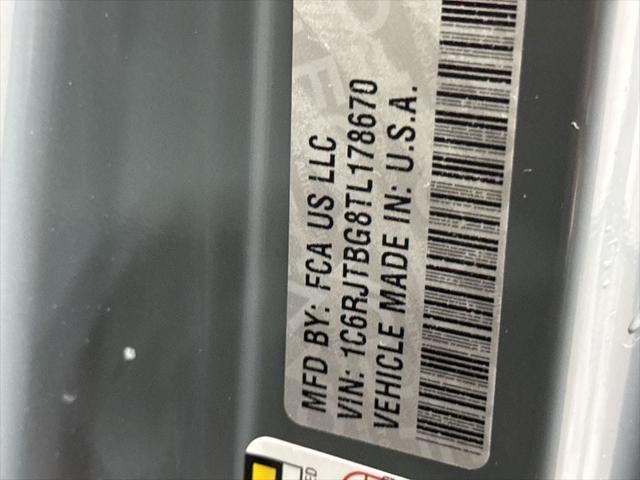 MFD BY: FCA US LLC
VIN: 1C6RJTBG8TL178670
VEHICLE MADE IN: U.S.A.